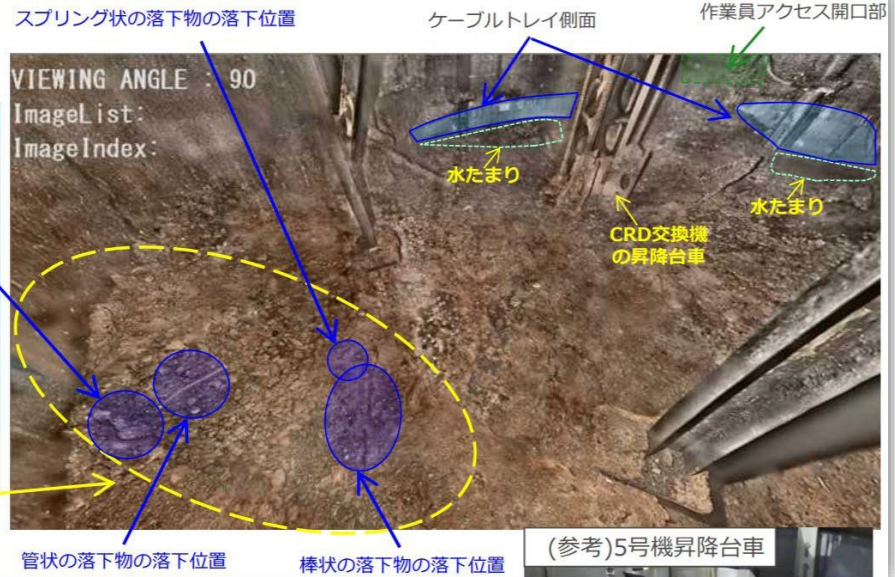 スプリング状の落下物の落下位置
ケーブルトレイ側面
作業員アクセス開口部
VIEWING ANGLE : 90
ImageList:
ImageIndex:
水たまり
水たまり
CRD交換機
の昇降台車
管状の落下物の落下位置
棒状の落下物の落下位置
(参考)5号機昇降台車